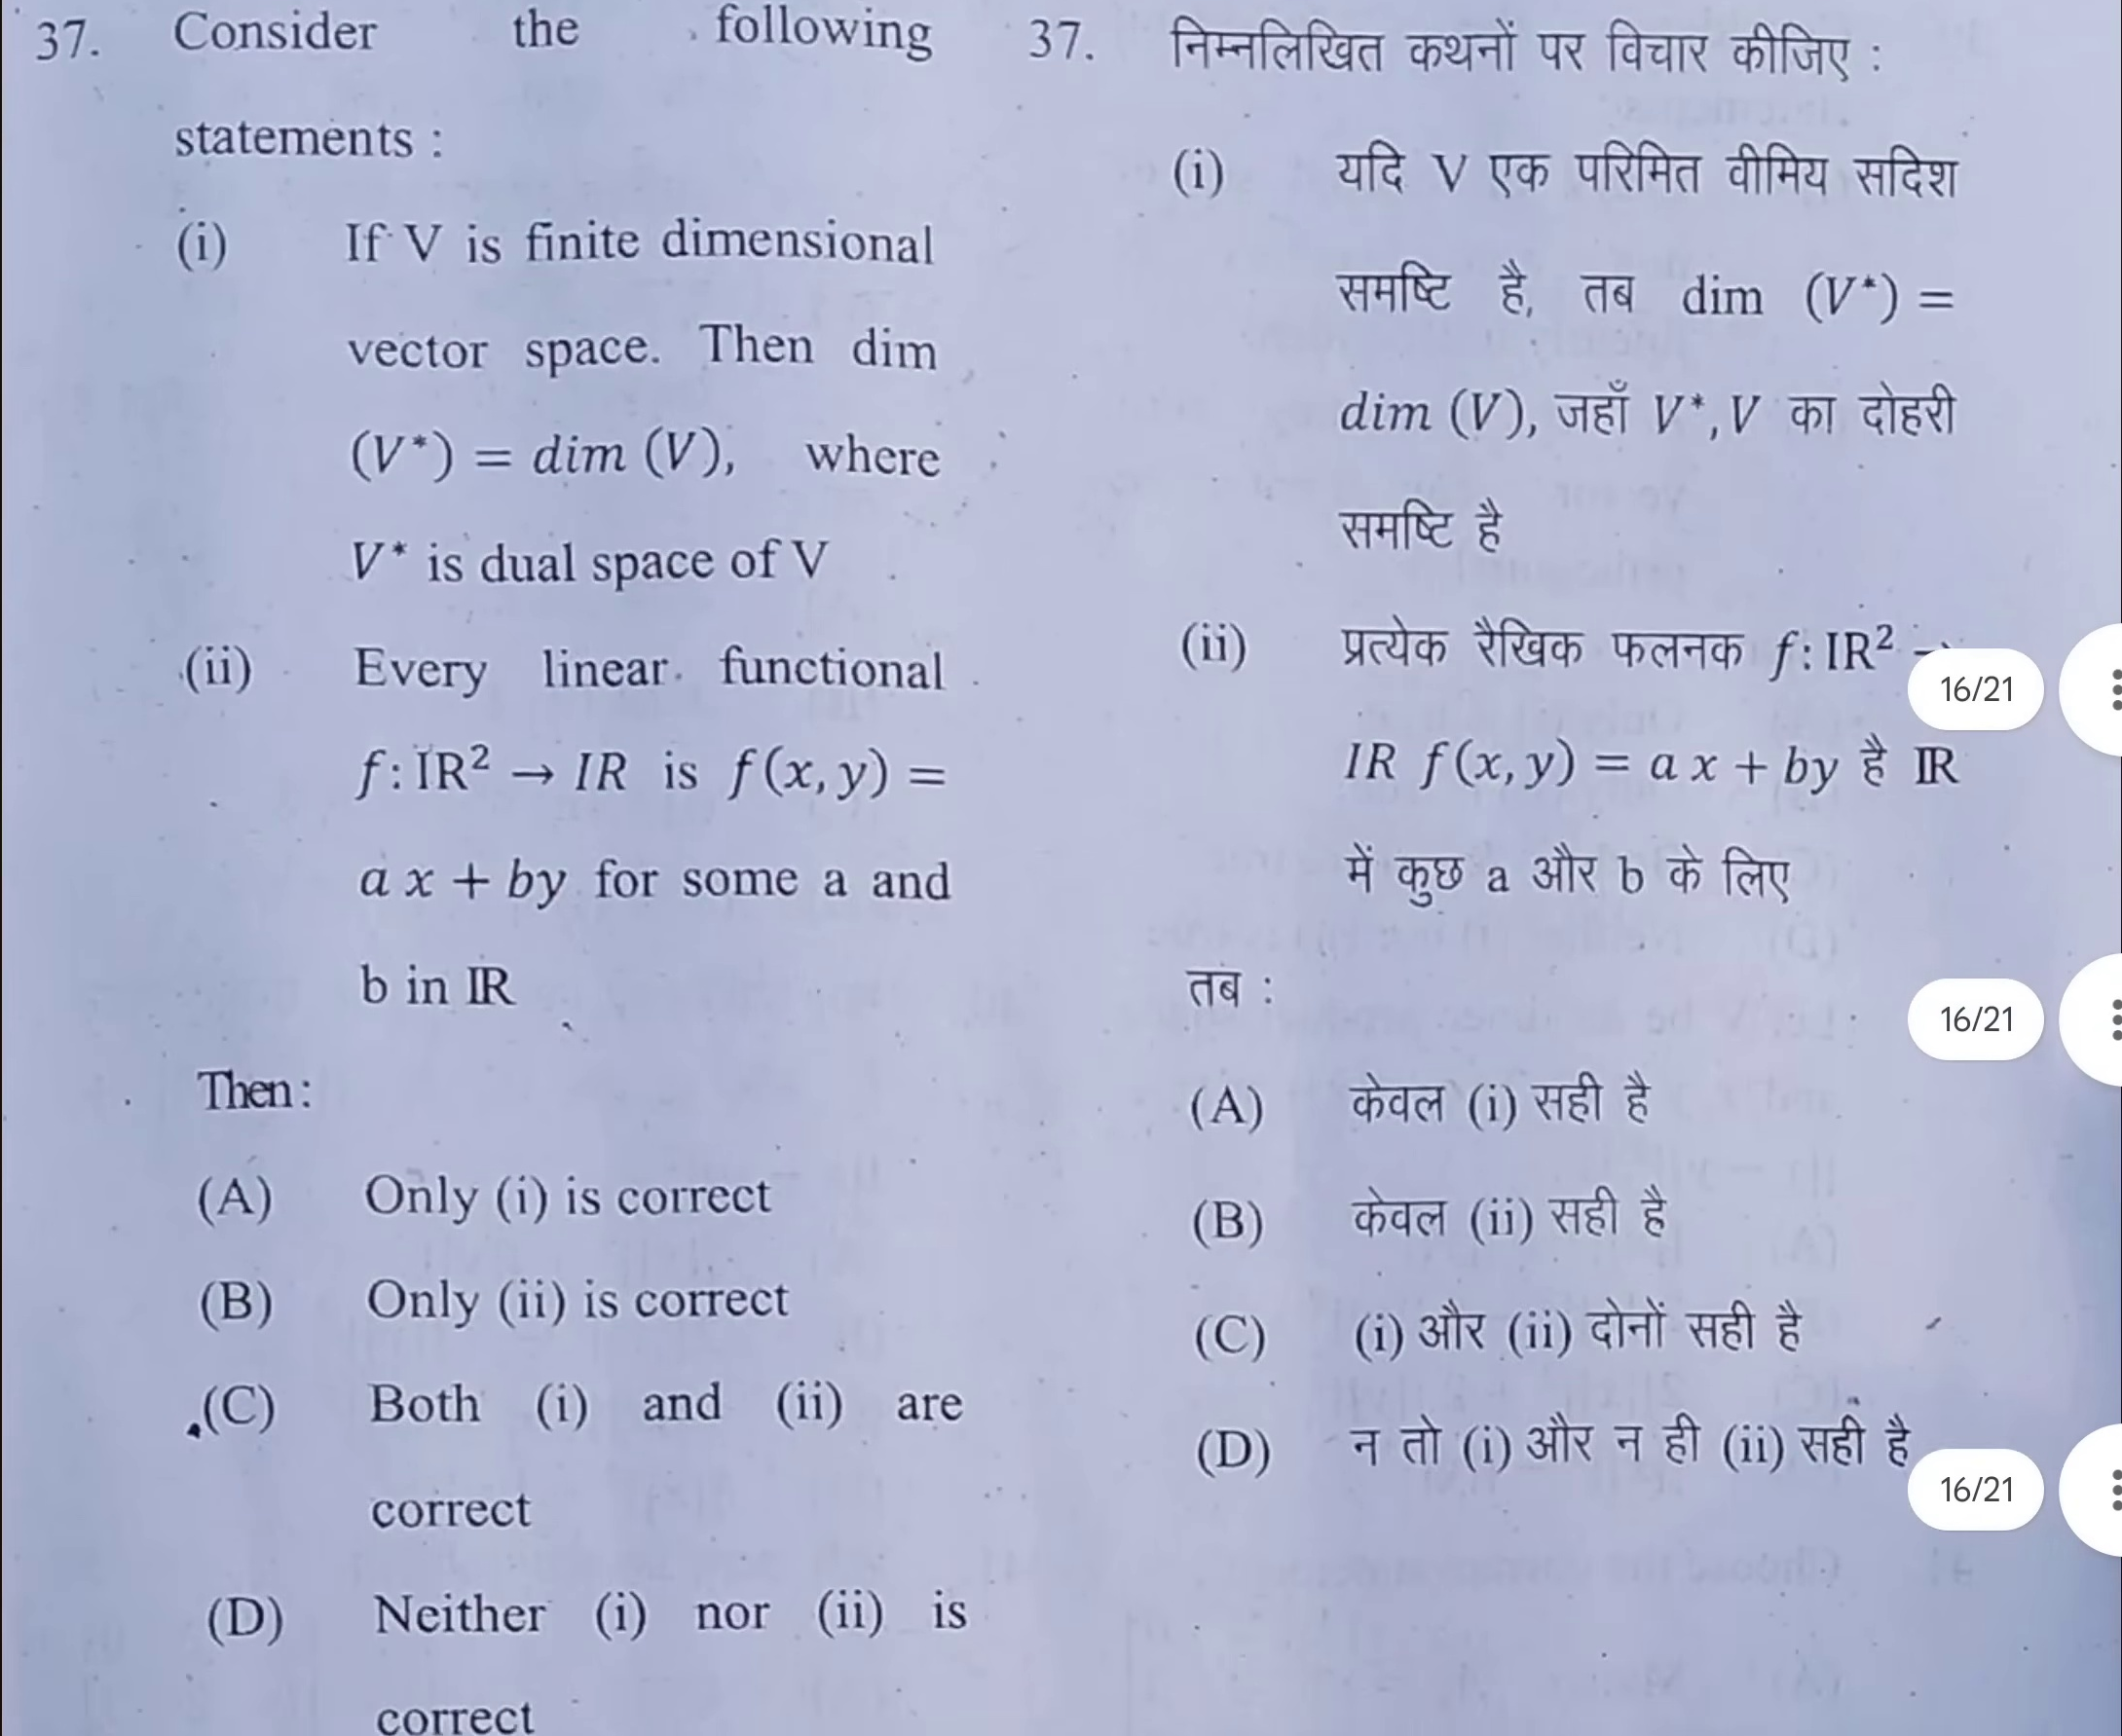 37. Consider the following
statements :
(i) If V is finite dimensional
vector space. Then dim
(V*) = dim (V), where
V* is dual space of V
(ii) Every linear functional
f: IR² → IR is f(x, y) =
a x + by for some a and
b in IR
Then:
(A) Only (i) is correct
(B) Only (ii) is correct
(C) Both (i) and (ii) are
correct
(D) Neither (i) nor (ii) is
correct
37. निम्नलिखित कथनों पर विचार कीजिए :
(i) यदि V एक परिमित वीमिय सदिश
समष्टि है, तब dim (V*) =
dim (V), जहाँ V*, V का दोहरी
समष्टि है
(ii) प्रत्येक रैखिक फलनक f: IR² →
IR f(x, y) = a x + by है IR
में कुछ a और b के लिए
तब :
(A) केवल (i) सही है
(B) केवल (ii) सही है
(C) (i) और (ii) दोनों सही है
(D) न तो (i) और न ही (ii) सही है
16/21
16/21
16/21